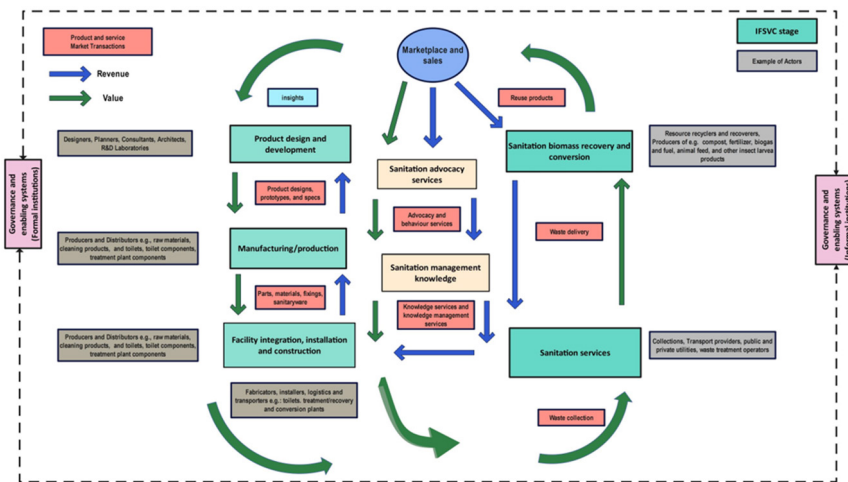 Product and service
Market Transactions
Revenue
Value
Marketplace and
sales
IFSVC stage
Example of Actors
insights
Reuse products
Designers, Planners, Consultants, Architects,
R&D Laboratories
Product design and
development
Sanitation biomass recovery and
conversion
Resource recyclers and recoverers,
Producers of e.g. compost, fertilizer, biogas
and fuel, animal feed, and other insect larvea
products
Sanitation advocacy
services
Governance and
enabling systems
(Formal institutions)
Product designs,
prototypes, and specs
Advocacy and
behaviour services
Waste delivery
Governance and
enabling systems
(Informal institutions)
Producers and Distributors e.g., raw materials,
cleaning products, and toilets, toilet components,
treatment plant components
Manufacturing/production
Sanitation management
knowledge
Parts, materials, fixings,
sanitaryware
Knowledge services and
knowledge management
services
Producers and Distributors e.g., raw materials,
cleaning products, and toilets, toilet components,
treatment plant components
Facility integration, installation
and construction
Sanitation services
Collections, Transport providers, public and
private utilities, waste treatment operators
Fabricators, installers, logistics and
transporters e.g.: toilets, treatment/recovery
and conversion plants
Waste collection